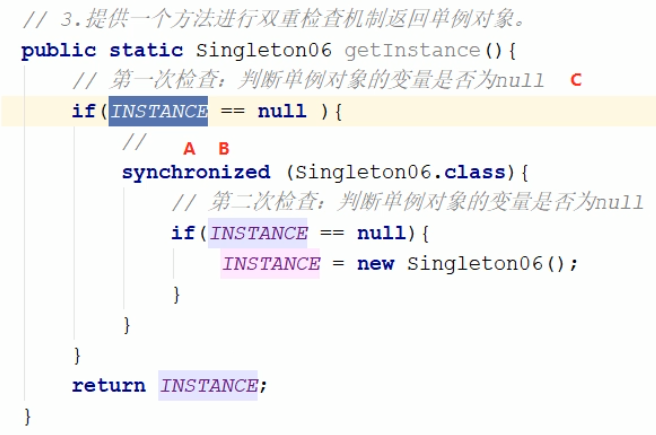 // 3.提供一个方法进行双重检查机制返回单例对象。
public static Singleton06 getInstance(){
// 第一次检查：判断单例对象的变量是否为null C
if(INSTANCE == null ){
//
A B
synchronized (Singleton06.class){
// 第二次检查：判断单例对象的变量是否为null
if(INSTANCE == null){
INSTANCE = new Singleton06();
}
}
}
return INSTANCE;
}